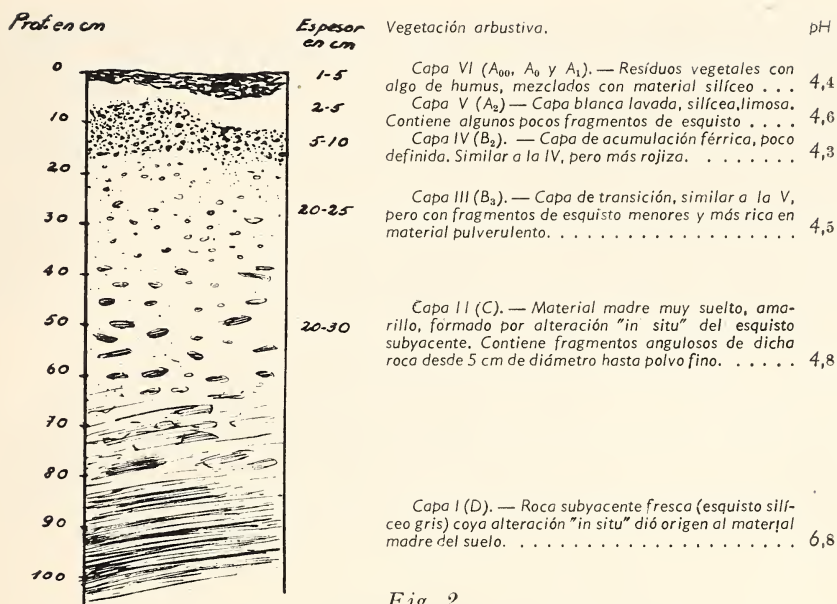 Prof. en cm
Espesor
en cm
Vegetación arbustiva.
pH
0
10
20
30
40
50
60
70
80
90
100
1-5
2-5
5-10
20-25
20-30
Capa VI (A₀₀, A₀ y A₁). — Resíduos vegetales con
algo de humus, mezclados con material silíceo . . . 4,4
Capa V (A₂) — Capa blanca lavada, silícea,limosa.
Contiene algunos pocos fragmentos de esquisto . . . . 4,6
Capa IV (B₂). — Capa de acumulación férrica, poco
definida. Similar a la IV, pero más rojiza. . . . . . . . 4,3
Capa III (B₃). — Capa de transición, similar a la V,
pero con fragmentos de esquisto menores y más rica en
material pulverulento. . . . . . . . . . . . . . . . . . 4,5
Capa II (C). — Material madre muy suelto, ama-
rillo, formado por alteración "in situ" del esquisto
subyacente. Contiene fragmentos angulosos de dicha
roca desde 5 cm de diámetro hasta polvo fino. . . . . . 4,8
Capa I (D). — Roca subyacente fresca (esquisto silí-
ceo gris) coya alteración "in situ" dió origen al material
madre del suelo. . . . . . . . . . . . . . . . . . . . . 6,8
Fig. 2